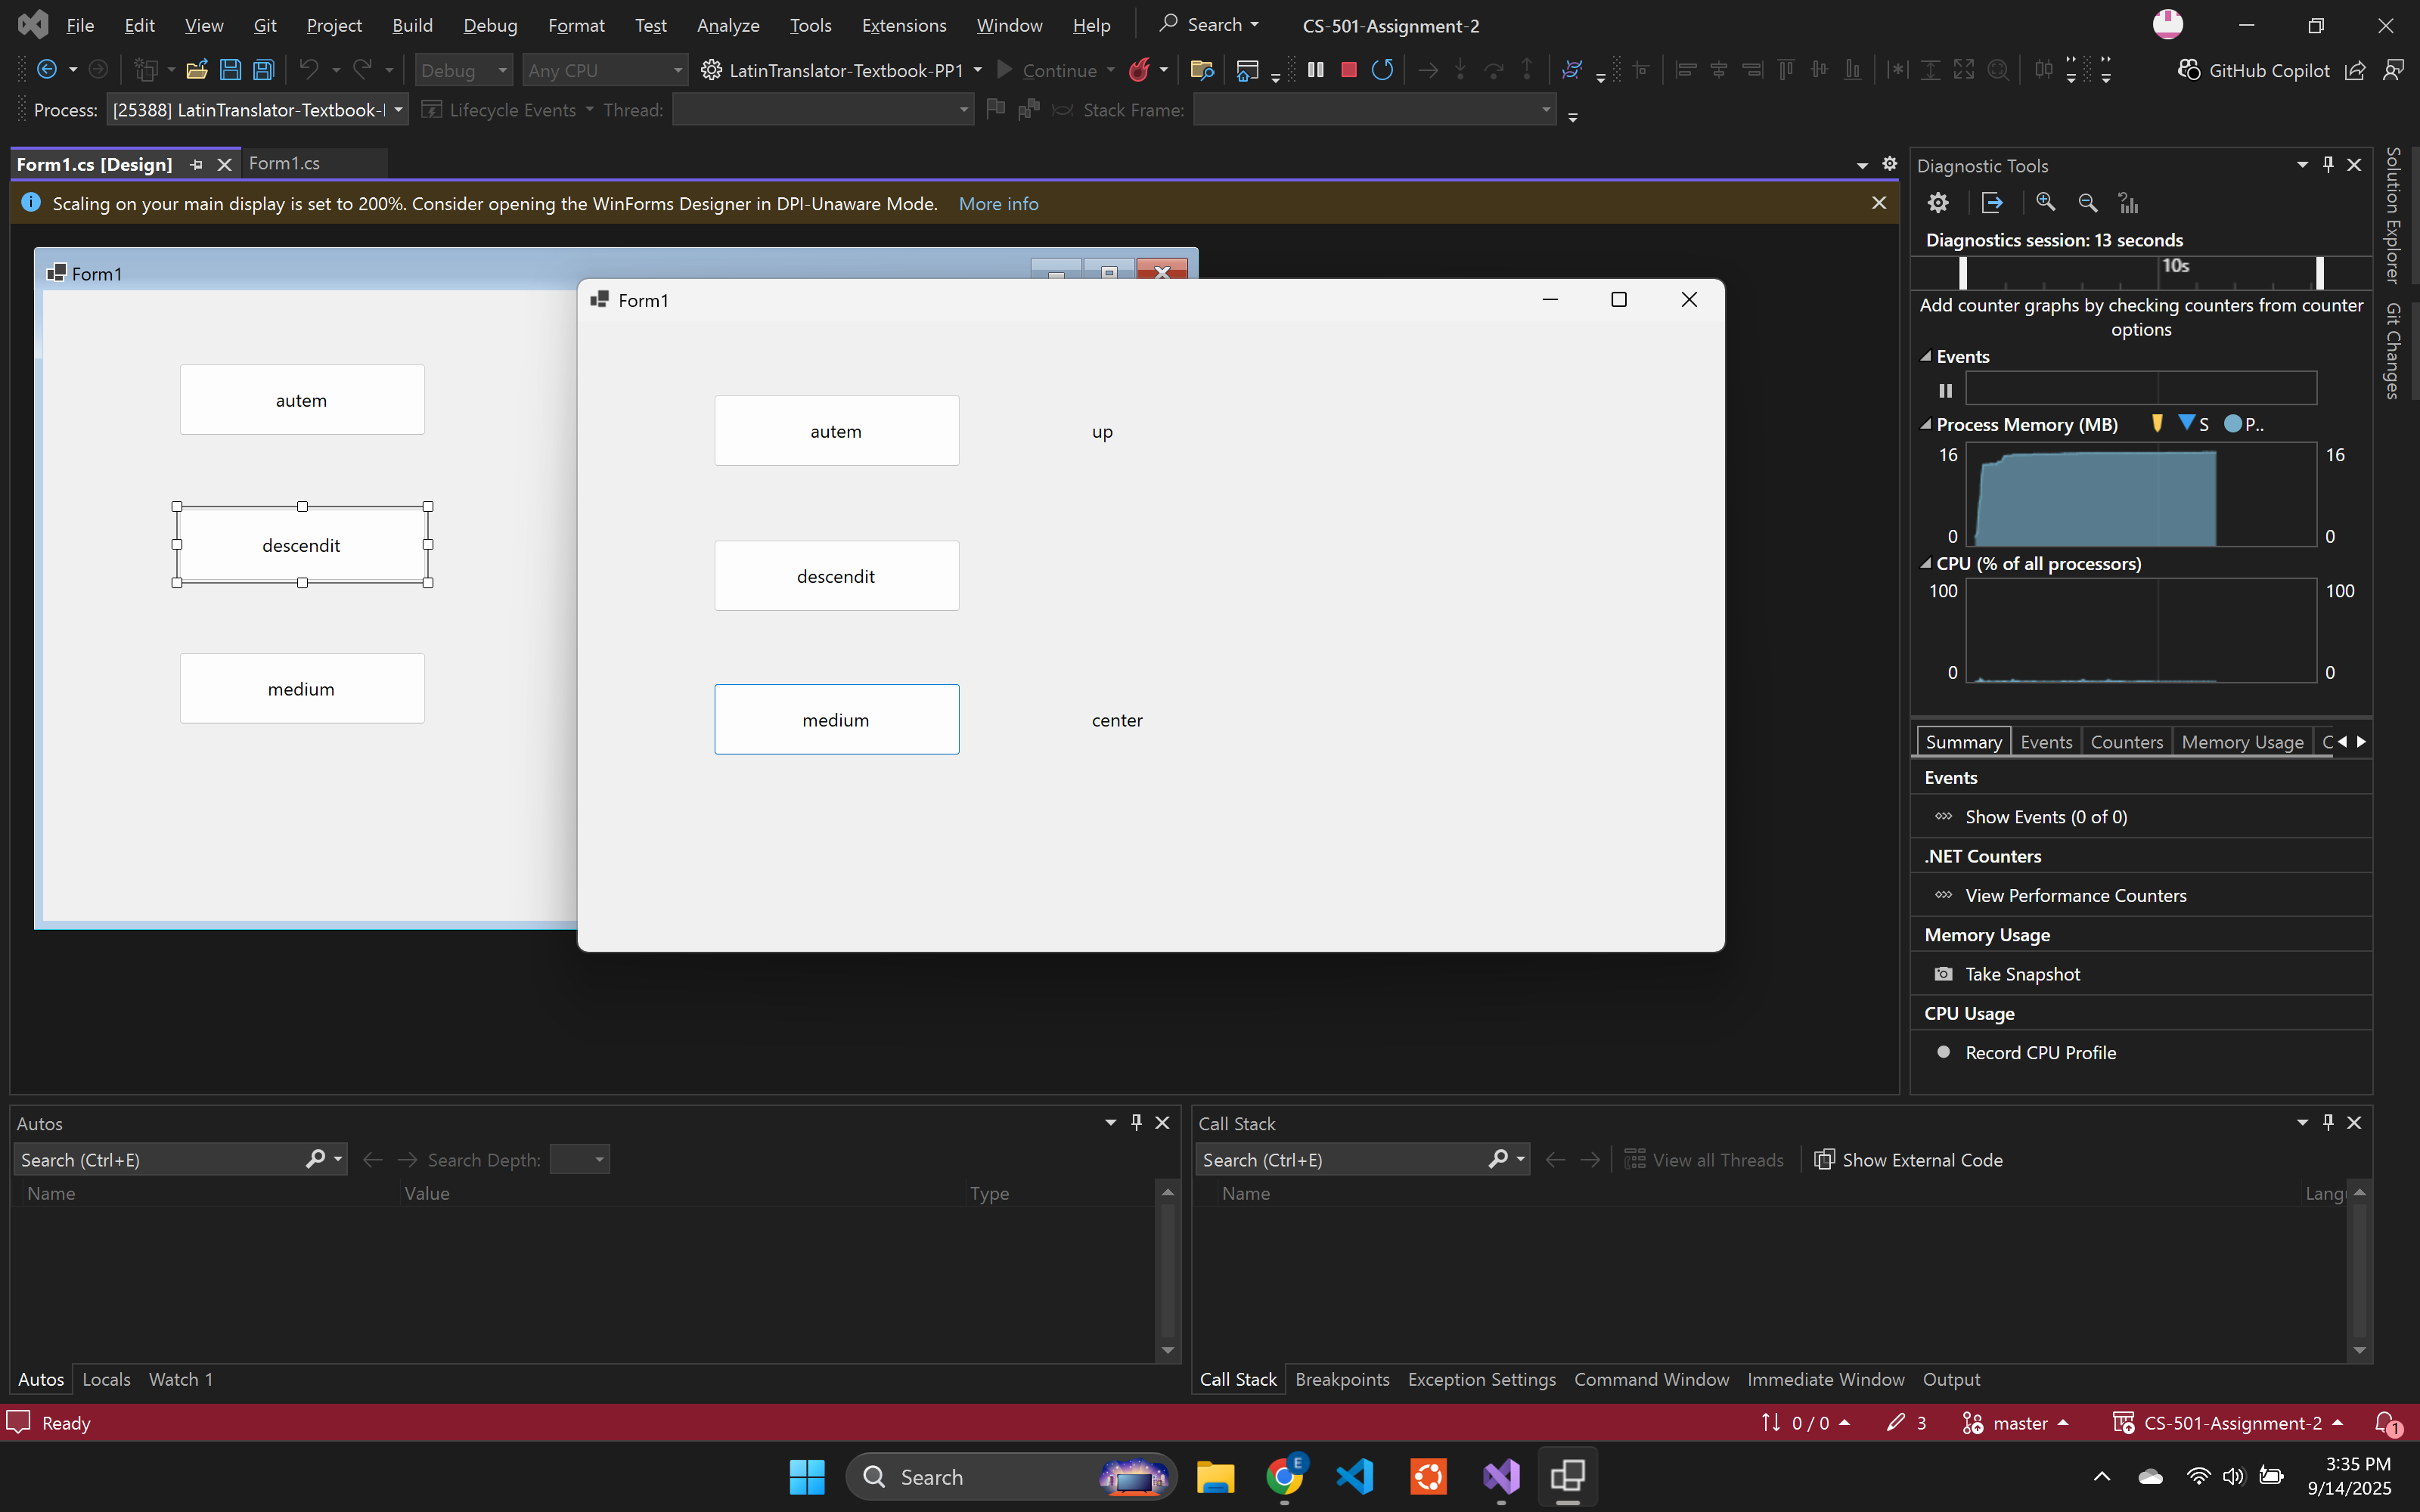 File Edit View Git Project Build Debug Format Test Analyze Tools Extensions Window Help Search CS-501-Assignment-2
Debug Any CPU LatinTranslator-Textbook-PP1 Continue GitHub Copilot
Process: [25388] LatinTranslator-Textbook- Lifecycle Events Thread: Stack Frame:
Form1.cs [Design] Form1.cs
Scaling on your main display is set to 200%. Consider opening the WinForms Designer in DPI-Unaware Mode. More info
Form1
autem
descendit
medium
Form1
autem up
descendit
medium center
Diagnostic Tools
Diagnostics session: 13 seconds
10s
Add counter graphs by checking counters from counter
options
Events
Process Memory (MB) S P..
16 16
0 0
CPU (% of all processors)
100 100
0 0
Summary Events Counters Memory Usage C
Events
Show Events (0 of 0)
.NET Counters
View Performance Counters
Memory Usage
Take Snapshot
CPU Usage
Record CPU Profile
Solution Explorer
Git Changes
Autos
Search (Ctrl+E) Search Depth:
Name Value Type
Autos Locals Watch 1
Call Stack
Search (Ctrl+E) View all Threads Show External Code
Name Langu
Call Stack Breakpoints Exception Settings Command Window Immediate Window Output
Ready 0 / 0 3 master CS-501-Assignment-2 1
Search E
3:35 PM
9/14/2025